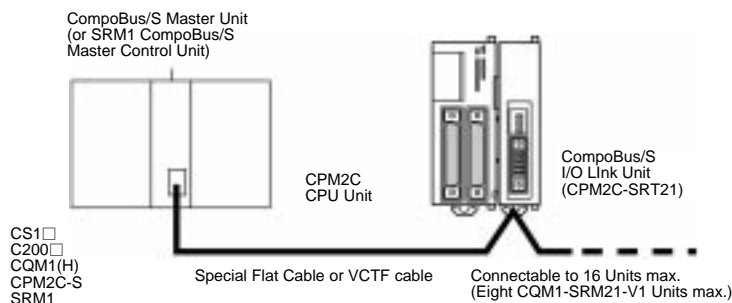 CompoBus/S Master Unit
(or SRM1 CompoBus/S
Master Control Unit)
CPM2C
CPU Unit
CompoBus/S
I/O LInk Unit
(CPM2C-SRT21)
CS1□
C200□
CQM1(H)
CPM2C-S
SRM1
Special Flat Cable or VCTF cable
Connectable to 16 Units max.
(Eight CQM1-SRM21-V1 Units max.)